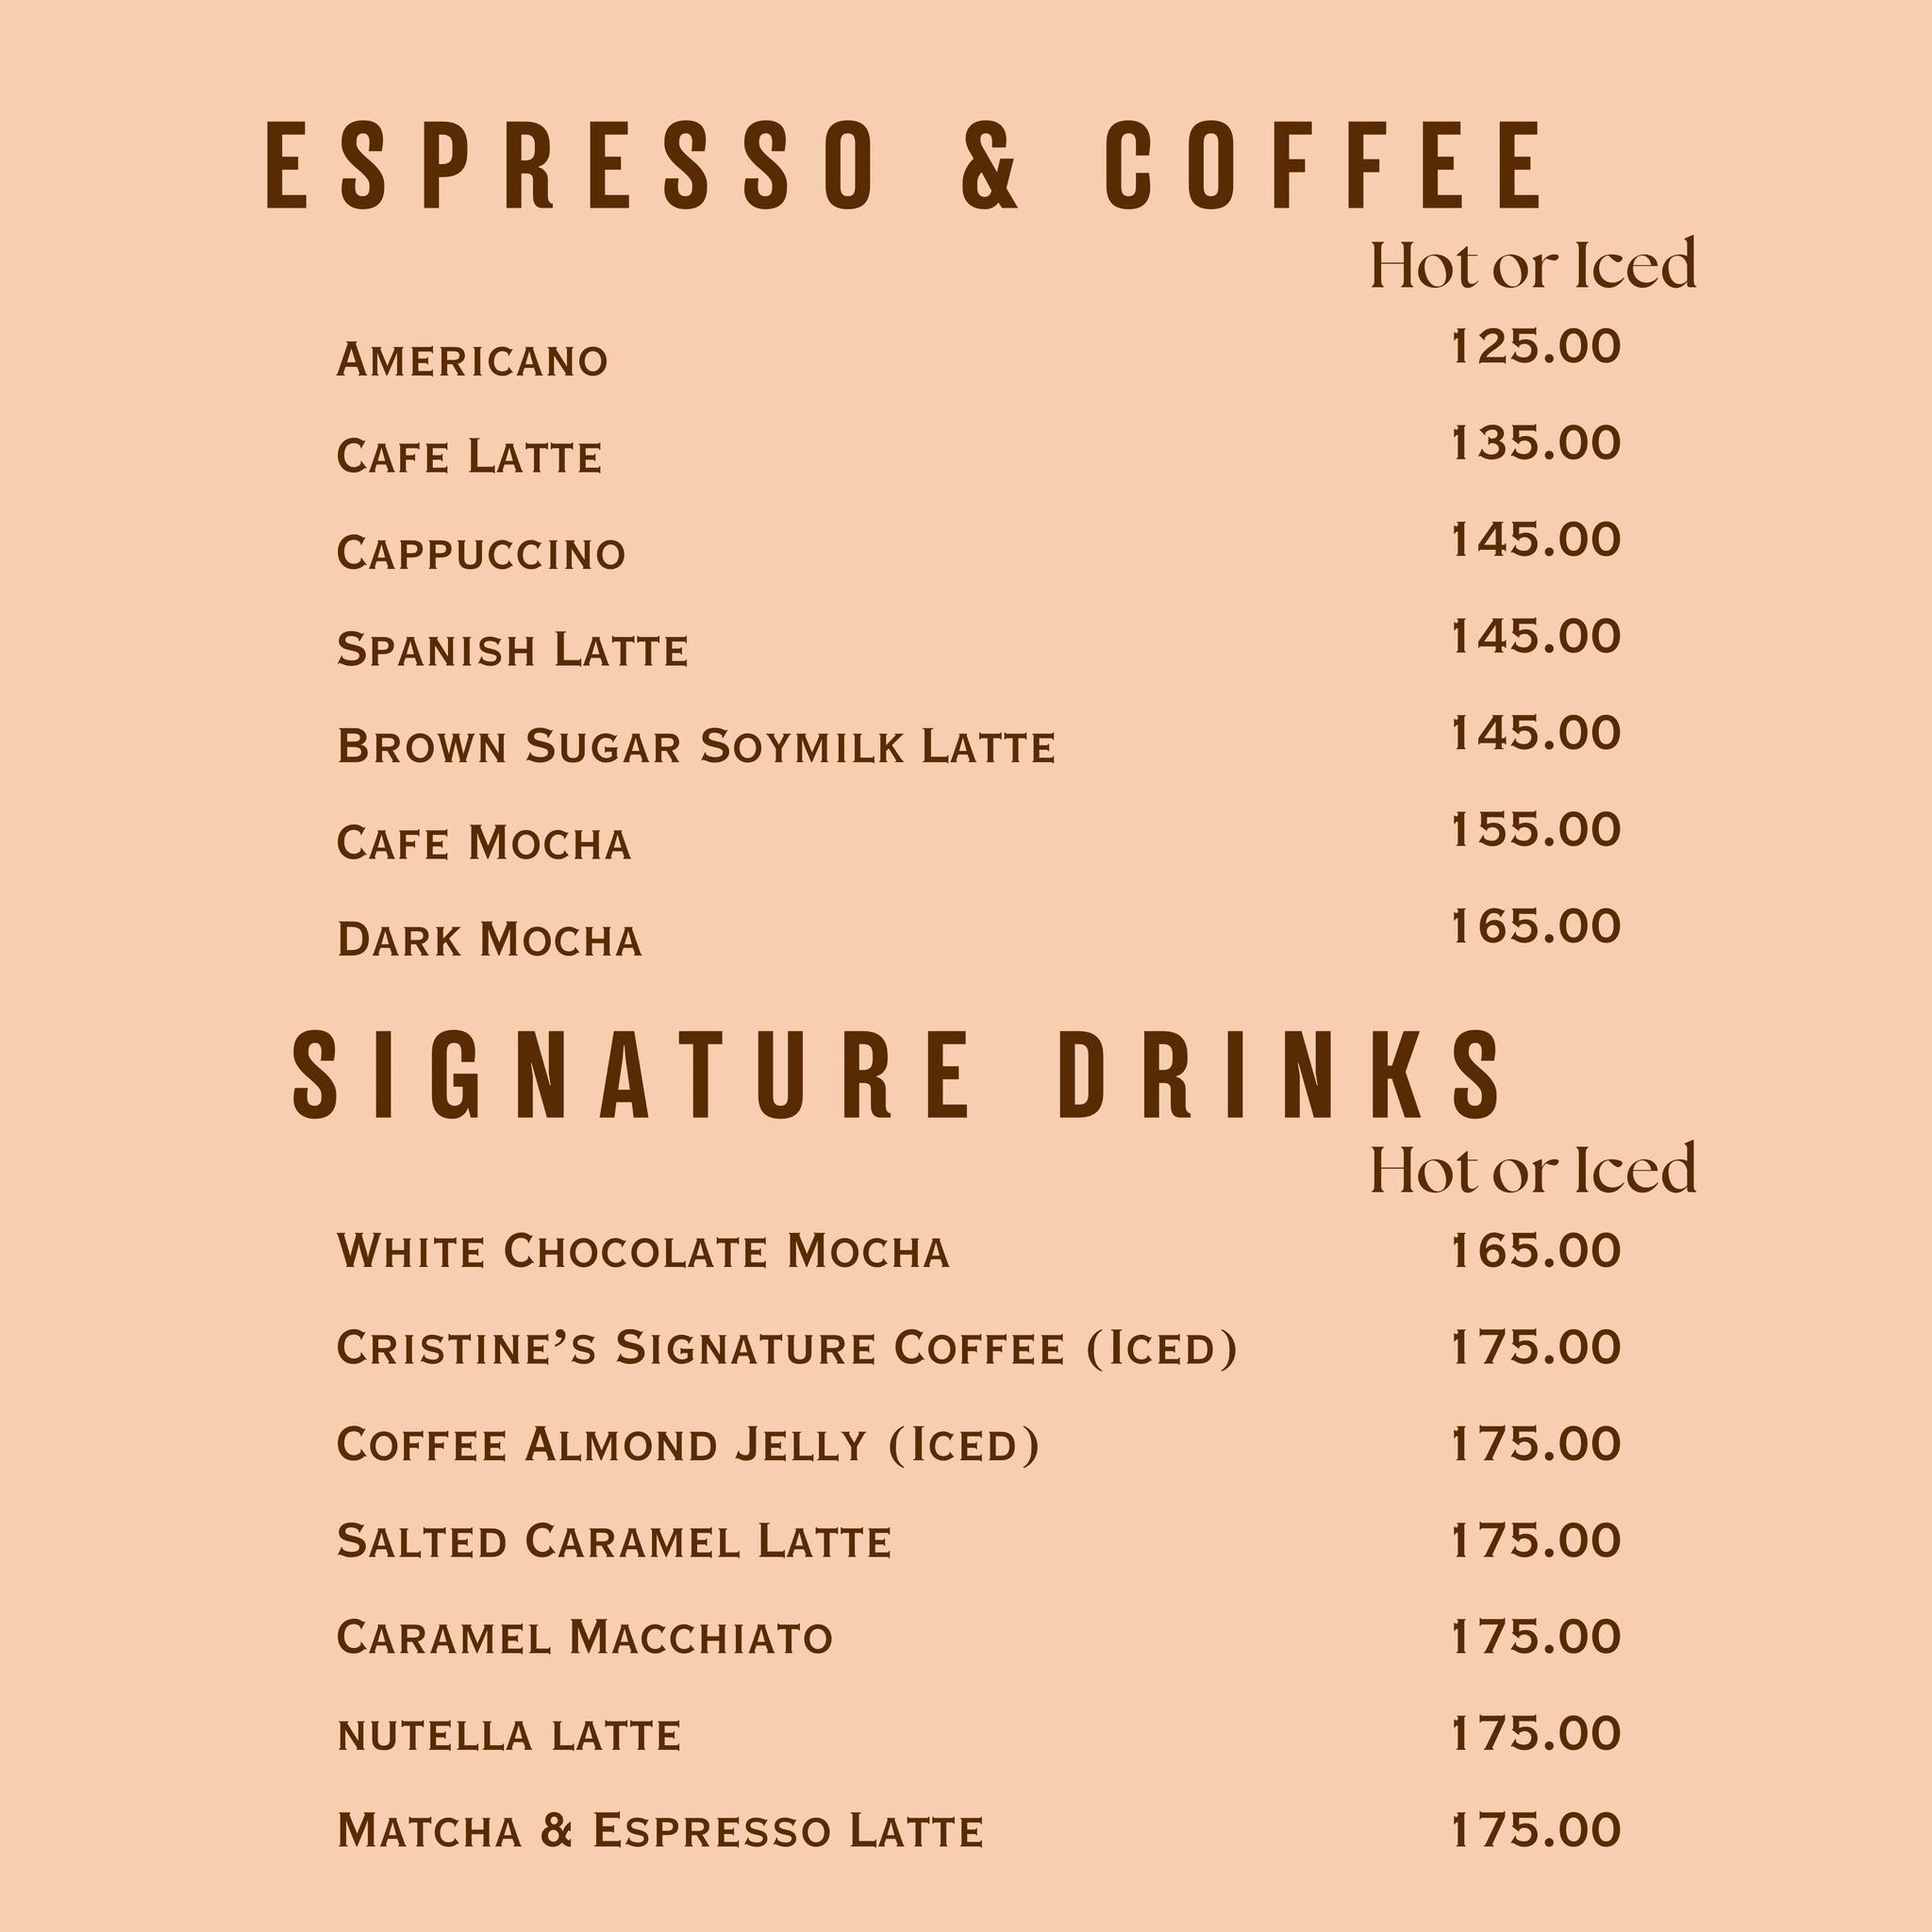 ESPRESSO & COFFEE
Hot or Iced
Americano 125.00
Cafe Latte 135.00
Cappuccino 145.00
Spanish Latte 145.00
Brown Sugar Soymilk Latte 145.00
Cafe Mocha 155.00
Dark Mocha 165.00
SIGNATURE DRINKS
Hot or Iced
White Chocolate Mocha 165.00
Cristine’s Signature Coffee (Iced) 175.00
Coffee Almond Jelly (Iced) 175.00
Salted Caramel Latte 175.00
Caramel Macchiato 175.00
nutella latte 175.00
Matcha & Espresso Latte 175.00